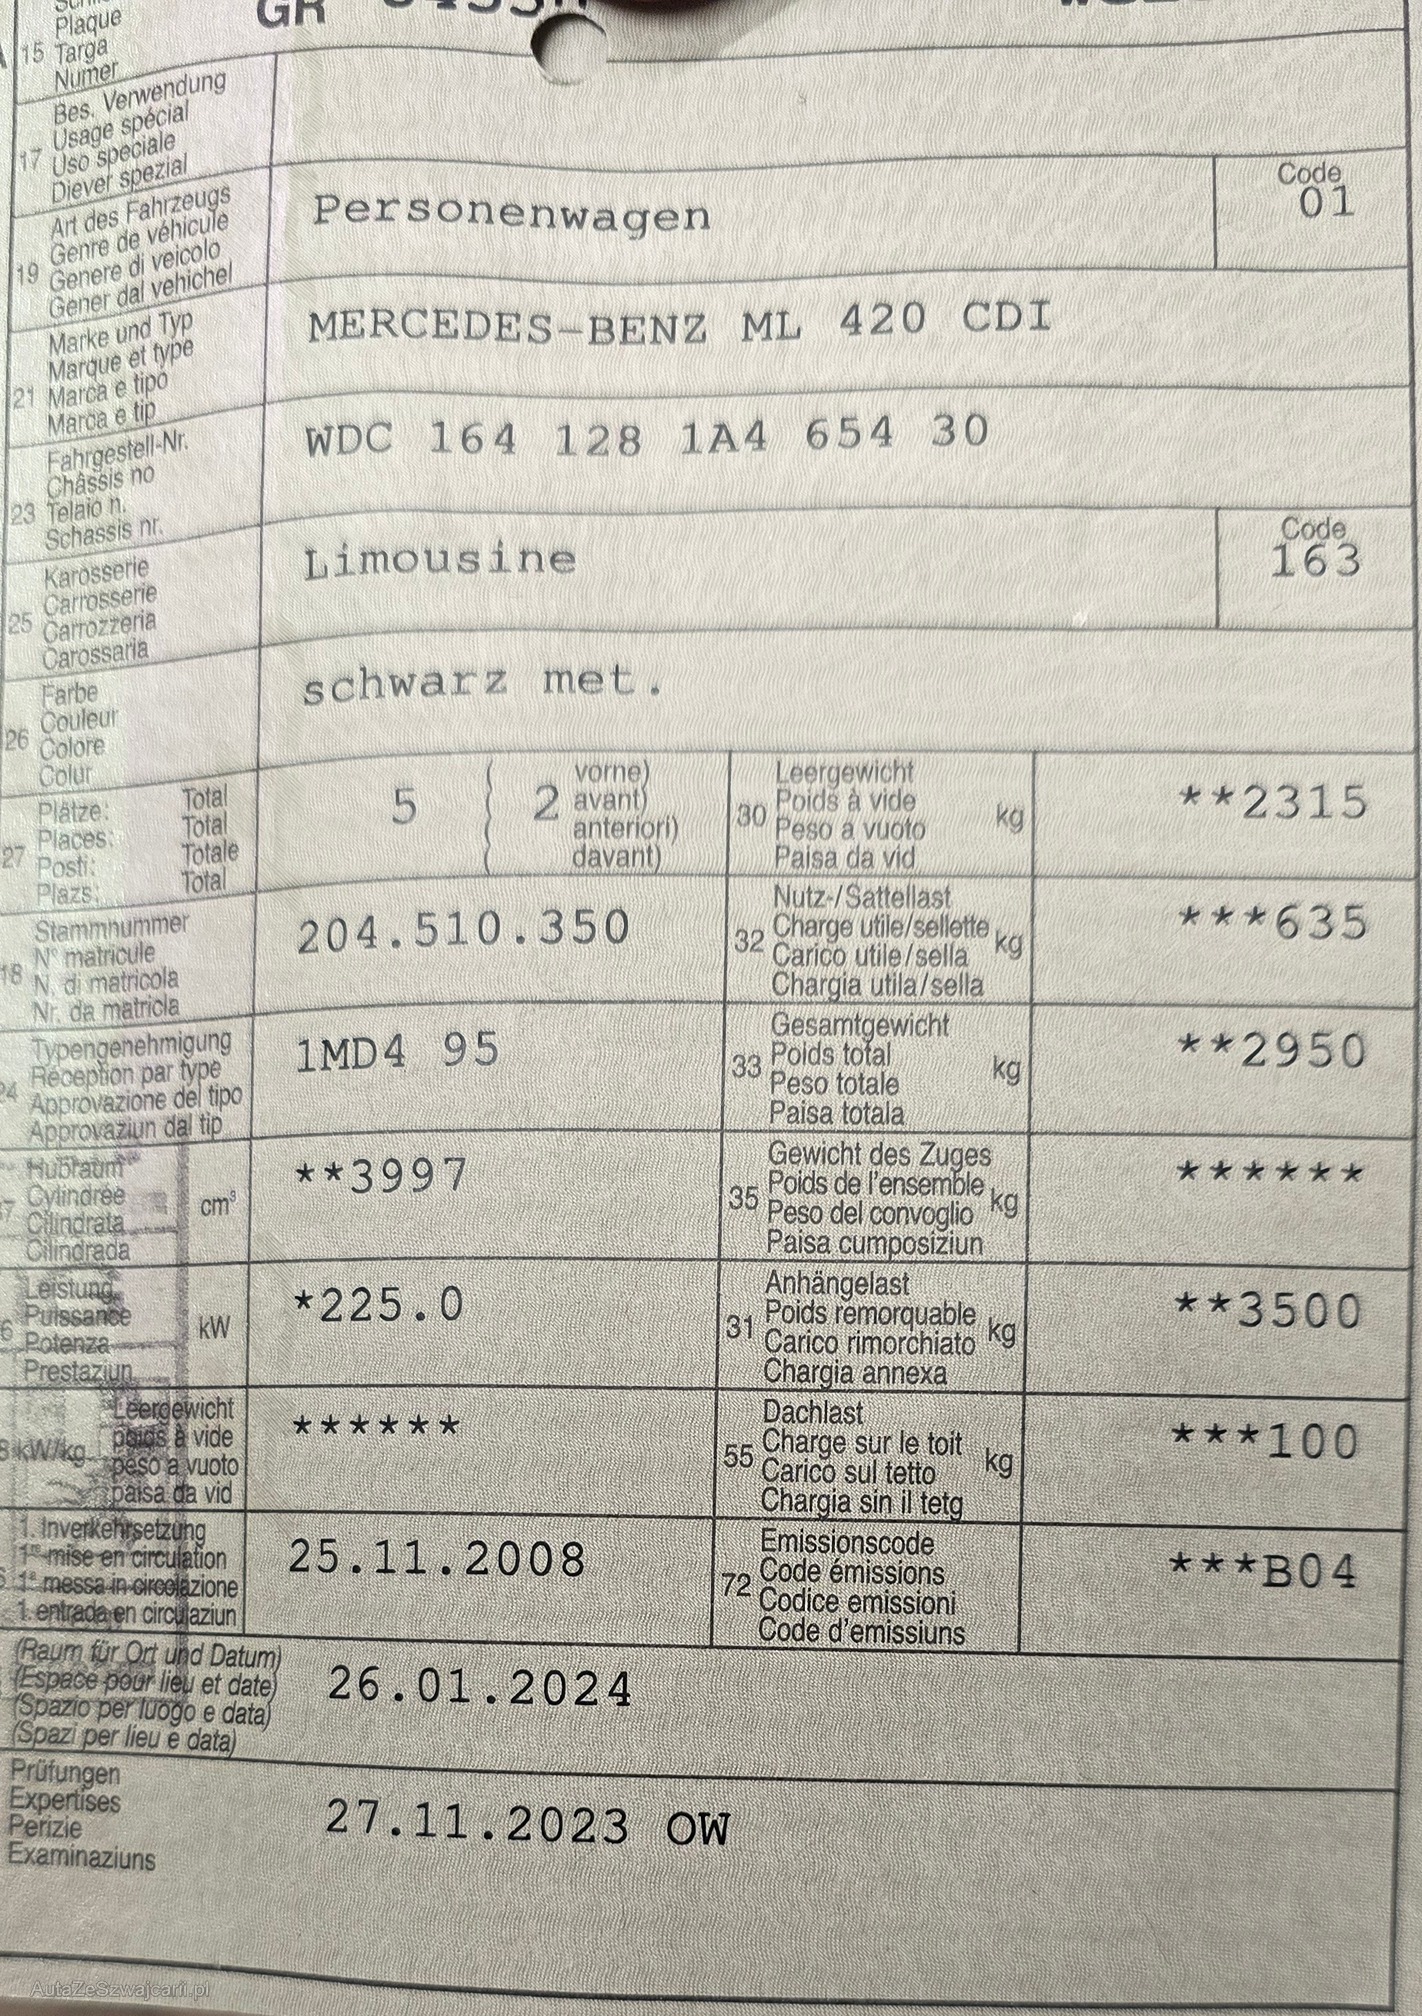 GR
15 Plaque
Targa
Numer
17 Bes. Verwendung
Usage spécial
Uso speciale
Diever spezial
19 Art des Fahrzeugs
Genre de véhicule
Genere di veicolo
Gener dal vehichel
Personenwagen
Code
01
21 Marke und Typ
Marque et type
Marca e tipo
Marca e tip
MERCEDES-BENZ ML 420 CDI
23 Fahrgestell-Nr.
Châssis no
Telaio n.
Schassis nr.
WDC 164 128 1A4 654 30
25 Karosserie
Carrosserie
Carrozzeria
Carossaria
Limousine
Code
163
26 Farbe
Couleur
Colore
Colur
schwarz met.
27 Plätze: Total
Places: Total
Posti: Totale
Plazs: Total
5 ( 2 vorne)
avant)
anteriori)
davant)
30 Leergewicht
Poids à vide
Peso a vuoto
Paisa da vid
kg
**2315
18 Stammnummer
N° matricule
N. di matricola
Nr. da matricla
204.510.350
32 Nutz-/Sattellast
Charge utile/sellette
Carico utile/sella
Chargia utila/sella
kg
***635
24 Typengenehmigung
Réception par type
Approvazione del tipo
Approvaziun dal tip
1MD4 95
33 Gesamtgewicht
Poids total
Peso totale
Paisa totala
kg
**2950
7 Hubraum
Cylindrée
Cilindrata
Cilindrada
cm³
**3997
35 Gewicht des Zuges
Poids de l'ensemble
Peso del convoglio
Paisa cumposiziun
kg
******
6 Leistung
Puissance
Potenza
Prestaziun
kW
*225.0
31 Anhängelast
Poids remorquable
Carico rimorchiato
Chargia annexa
kg
**3500
kW/kg
Leergewicht
poids à vide
peso a vuoto
paisa da vid
******
55 Dachlast
Charge sur le toit
Carico sul tetto
Chargia sin il tetg
kg
***100
1. Inverkehrsetzung
1re mise en circulation
1a messa in circolazione
1. entrada en circulaziun
25.11.2008
72 Emissionscode
Code émissions
Codice emissioni
Code d'emissiuns
***B04
(Raum für Ort und Datum)
(Espace pour lieu et date)
(Spazio per luogo e data)
(Spazi per lieu e data)
26.01.2024
Prüfungen
Expertises
Perizie
Examinaziuns
27.11.2023 OW
AutaZeSzwajcarii.pl